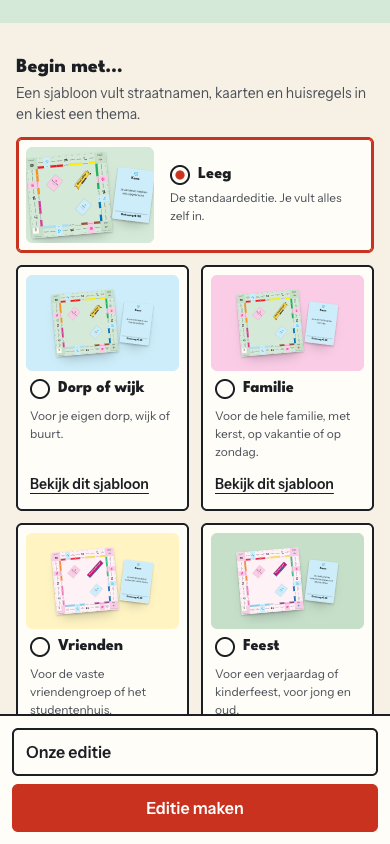 Begin met...
Een sjabloon vult straatnamen, kaarten en huisregels in
en kiest een thema.
Leeg
De standaardeditie. Je vult alles
zelf in.
Dorp of wijk
Voor je eigen dorp, wijk of
buurt.
Bekijk dit sjabloon
Familie
Voor de hele familie, met
kerst, op vakantie of op
zondag.
Bekijk dit sjabloon
Vrienden
Voor de vaste
vriendengroep of het
studentenhuis.
Feest
Voor een verjaardag of
kinderfeest, voor jong en
oud.
Onze editie
Editie maken